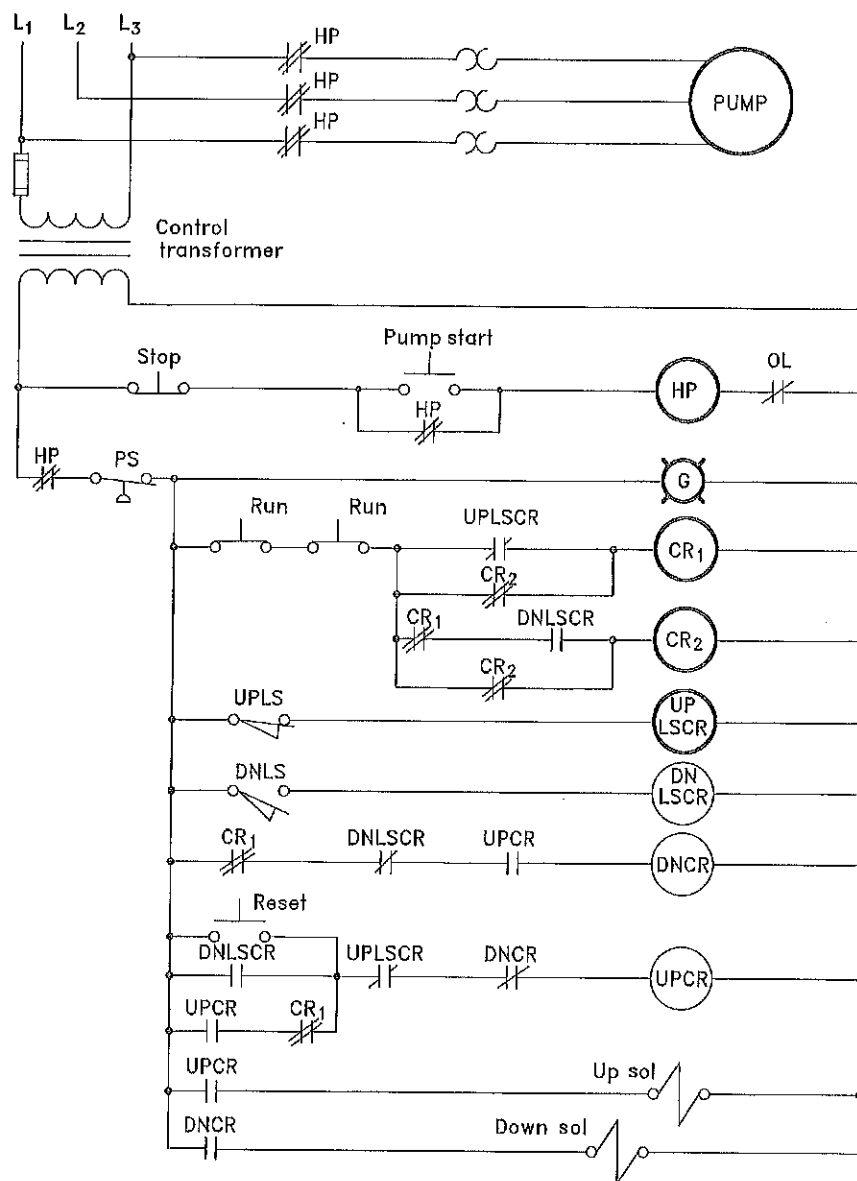 L1 L2 L3
HP
HP
HP
PUMP
Control
transformer
Stop
Pump start
HP
HP
OL
HP
PS
G
Run
Run
UPLSCR
CR1
CR2
CR1
DNLSCR
CR2
CR2
UPLS
UP
LSCR
DNLS
DN
LSCR
CR1
DNLSCR
UPCR
DNCR
Reset
DNLSCR
UPLSCR
DNCR
UPCR
UPCR
CR1
UPCR
Up sol
DNCR
Down sol